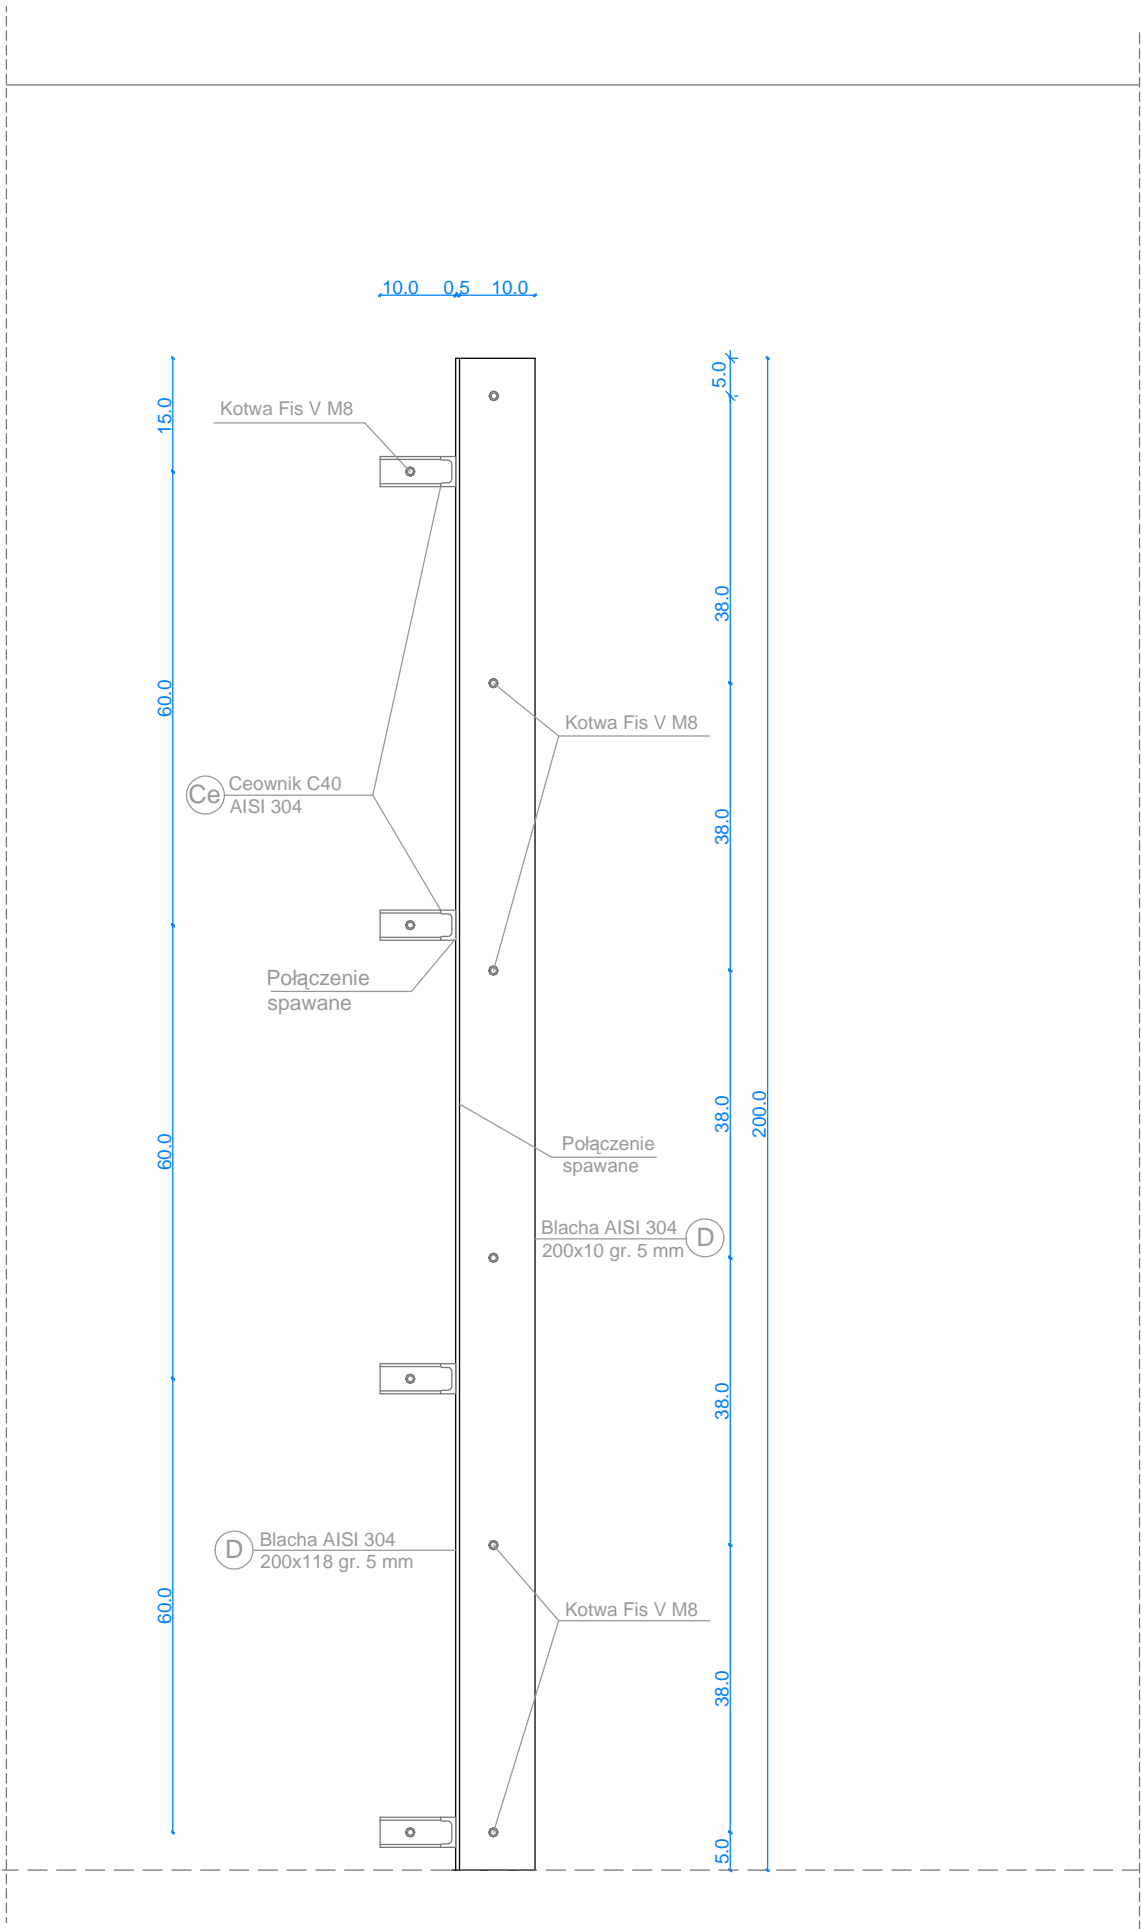 10.0 0.5 10.0
5.0
15.0
Kotwa Fis V M8
38.0
60.0
Kotwa Fis V M8
Ce
Ceownik C40
AISI 304
38.0
Połączenie
spawane
38.0
200.0
60.0
Połączenie
spawane
Blacha AISI 304
200x10 gr. 5 mm
D
38.0
D
Blacha AISI 304
200x118 gr. 5 mm
60.0
Kotwa Fis V M8
38.0
5.0